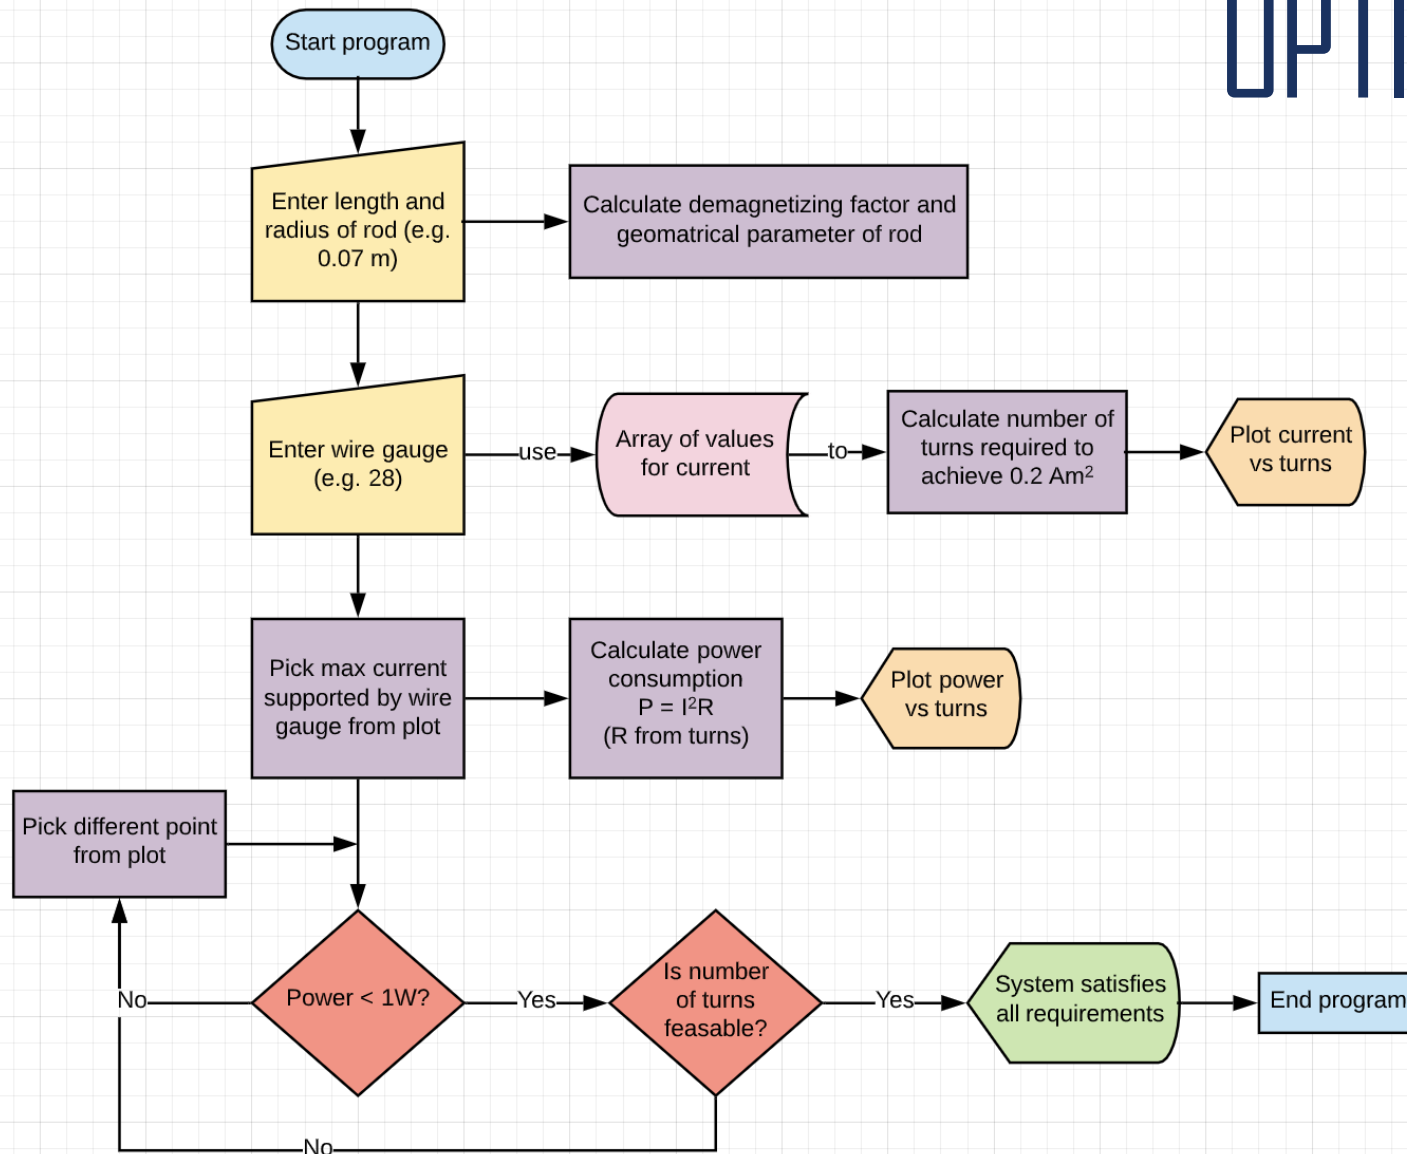 Start program
Enter length and
radius of rod (e.g.
0.07 m)
Calculate demagnetizing factor and
geomatrical parameter of rod
Enter wire gauge
(e.g. 28)
use
Array of values
for current
to
Calculate number of
turns required to
achieve 0.2 Am²
Plot current
vs turns
Pick max current
supported by wire
gauge from plot
Calculate power
consumption
P = I²R
(R from turns)
Plot power
vs turns
Pick different point
from plot
No
Power < 1W?
Yes
Is number
of turns
feasable?
Yes
System satisfies
all requirements
End program
No